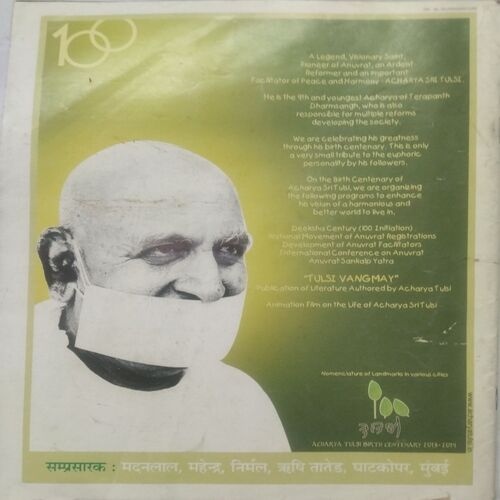 100
A Legend, Visionary Saint,
Pioneer of Anuvrat, an Ardent
Reformer and an Important
Facilitator of Peace and Harmony - ACHARYA SRI TULSI.
He is the 9th and youngest Acharya of Terapanth
Dharmsangh, who is also
responsible for multiple reforms
developing the society.
We are celebrating his greatness
through his birth centenary. This is only
a very small tribute to the euphoric
personality by his followers.
On the Birth Centenary of
Acharya Sri Tulsi, we are organizing
the following programs to enhance
his vision of a harmonious and
better world to live in.
Deeksha Century (100 Initiation)
National Movement of Anuvrat Registrations
Development of Anuvrat Facilitators
International Conference on Anuvrat
Anuvrat Sankalp Yatra
"TULSI VANGMAY"
Publication of Literature Authored by Acharya Tulsi
Animation Film on the Life of Acharya Sri Tulsi
Nomenclature of Landmarks in various cities
ACHARYA TULSI BIRTH CENTENARY 2013-2014
सम्प्रसारक : मदनलाल, महेन्द्र, निर्मल, ऋषि तातेड़, घाटकोपर, मुंबई